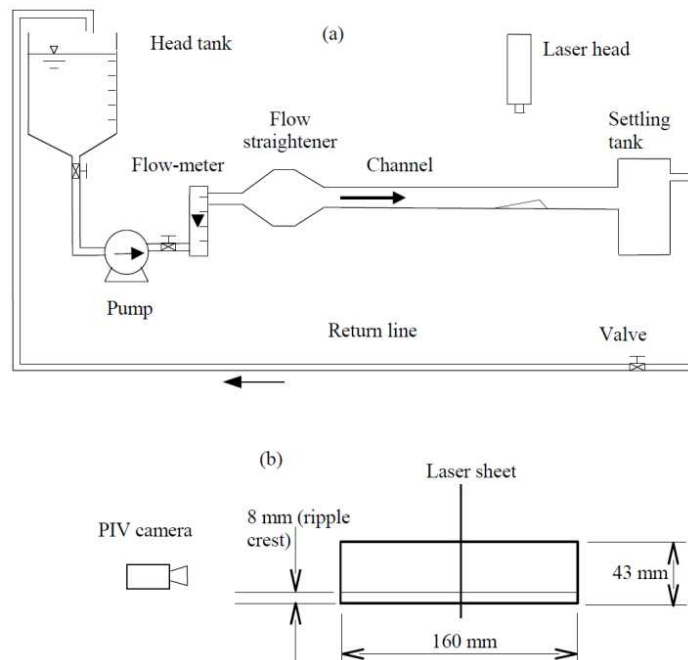 (a)
Head tank
Laser head
Flow
straightener
Settling
tank
Flow-meter
Channel
Pump
Return line
Valve
(b)
Laser sheet
PIV camera
8 mm (ripple
crest)
43 mm
160 mm